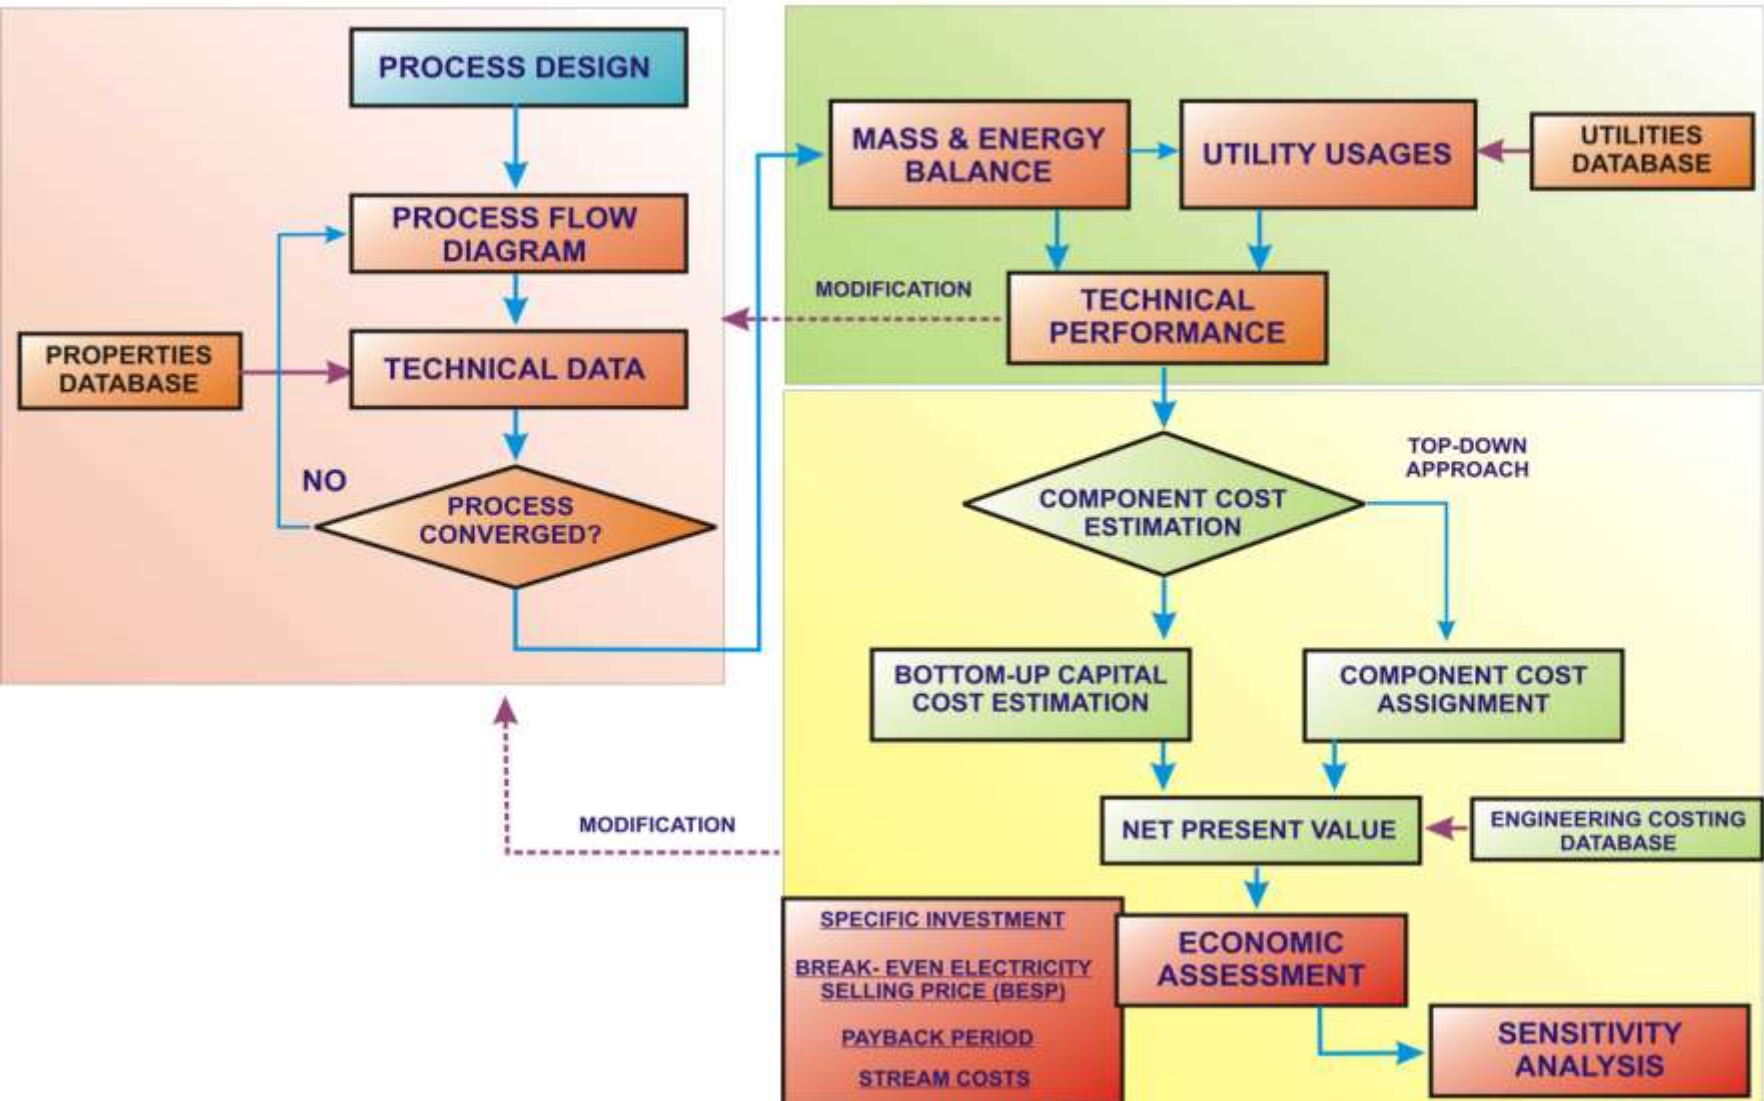 PROCESS DESIGN
PROCESS FLOW
DIAGRAM
PROPERTIES
DATABASE
TECHNICAL DATA
NO
PROCESS
CONVERGED?
MASS & ENERGY
BALANCE
UTILITY USAGES
UTILITIES
DATABASE
MODIFICATION
TECHNICAL
PERFORMANCE
COMPONENT COST
ESTIMATION
TOP-DOWN
APPROACH
BOTTOM-UP CAPITAL
COST ESTIMATION
COMPONENT COST
ASSIGNMENT
MODIFICATION
NET PRESENT VALUE
ENGINEERING COSTING
DATABASE
SPECIFIC INVESTMENT
BREAK- EVEN ELECTRICITY
SELLING PRICE (BESP)
PAYBACK PERIOD
STREAM COSTS
ECONOMIC
ASSESSMENT
SENSITIVITY
ANALYSIS